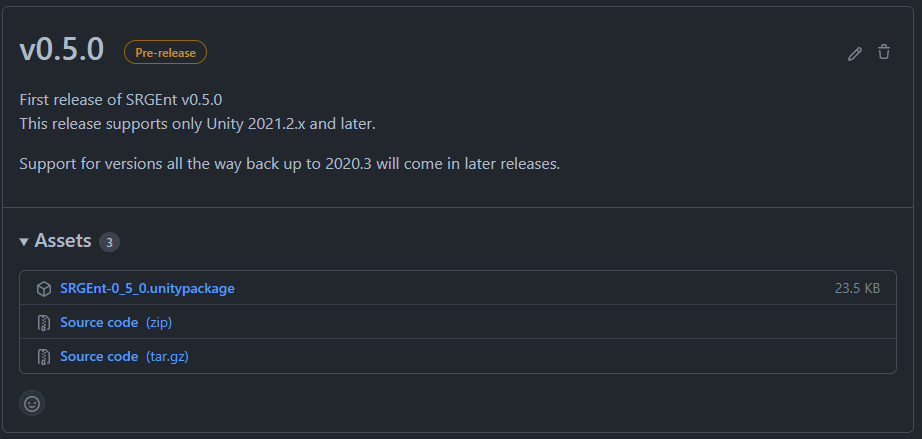 v0.5.0 Pre-release
First release of SRGEnt v0.5.0
This release supports only Unity 2021.2.x and later.
Support for versions all the way back up to 2020.3 will come in later releases.
Assets 3
SRGEnt-0_5_0.unitypackage 23.5 KB
Source code (zip)
Source code (tar.gz)